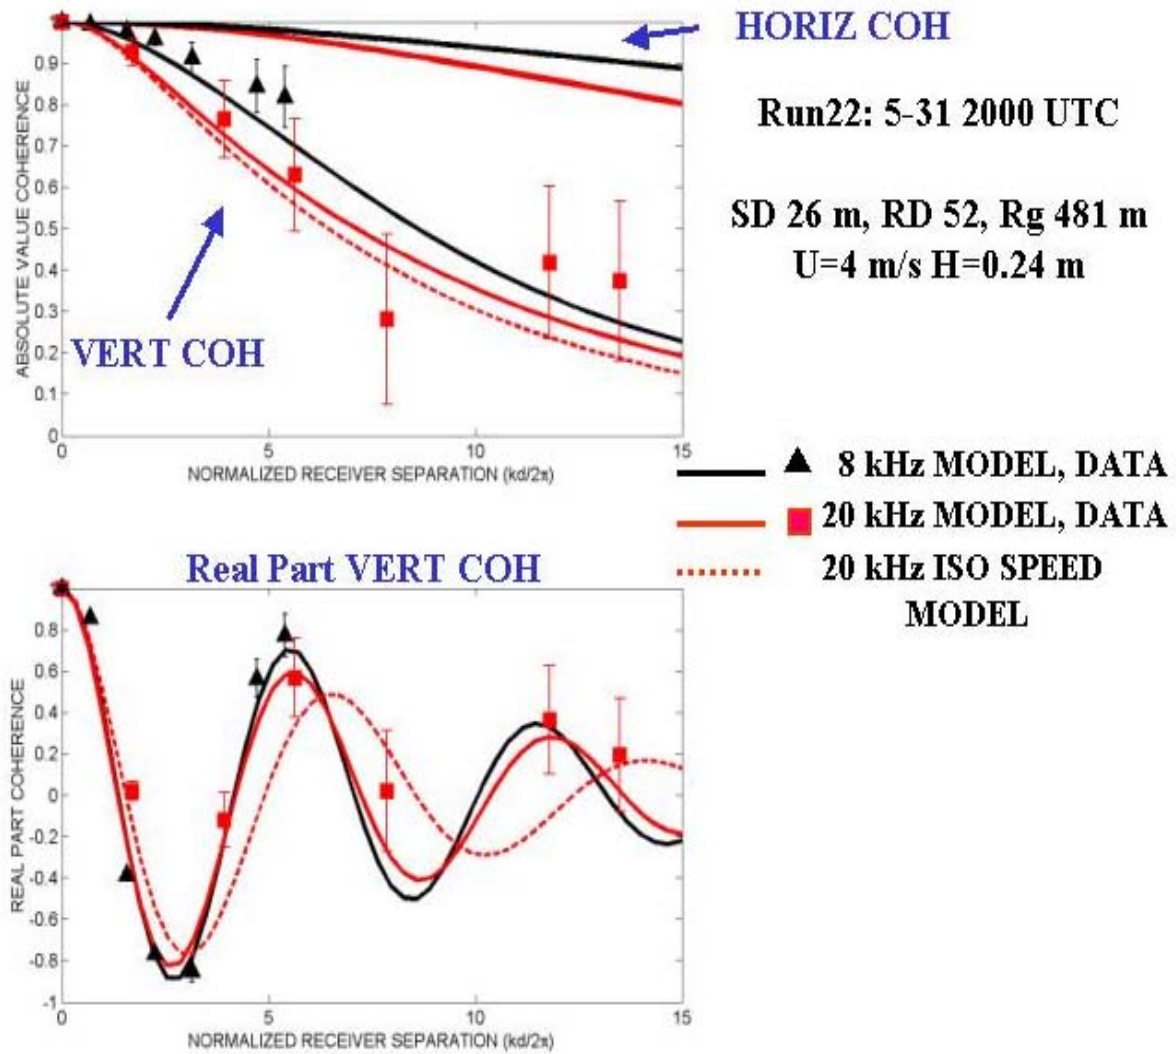 HORIZ COH
Run22: 5-31 2000 UTC
SD 26 m, RD 52, Rg 481 m
U=4 m/s H=0.24 m
VERT COH
ABSOLUTE VALUE COHERENCE
0.9
0.8
0.7
0.6
0.5
0.4
0.3
0.2
0.1
0
0 5 10 15
NORMALIZED RECEIVER SEPARATION (kd/2π)
8 kHz MODEL, DATA
20 kHz MODEL, DATA
20 kHz ISO SPEED
MODEL
Real Part VERT COH
REAL PART COHERENCE
0.8
0.6
0.4
0.2
0
-0.2
-0.4
-0.6
-0.8
-1
0 5 10 15
NORMALIZED RECEIVER SEPARATION (kd/2π)